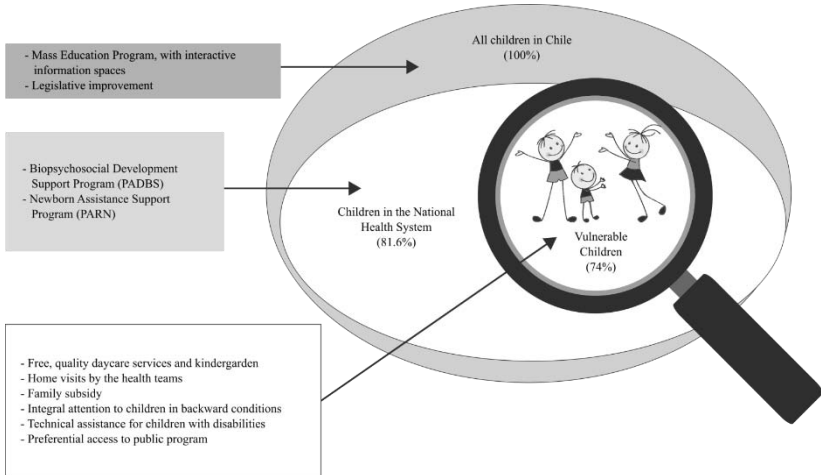 All children in Chile
(100%)
- Mass Education Program, with interactive
information spaces
- Legislative improvement
- Biopsychosocial Development
Support Program (PADBS)
- Newborn Assistance Support
Program (PARN)
Children in the National
Health System
(81.6%)
Vulnerable
Children
(74%)
- Free, quality daycare services and kindergarden
- Home visits by the health teams
- Family subsidy
- Integral attention to children in backward conditions
- Technical assistance for children with disabilities
- Preferential access to public program